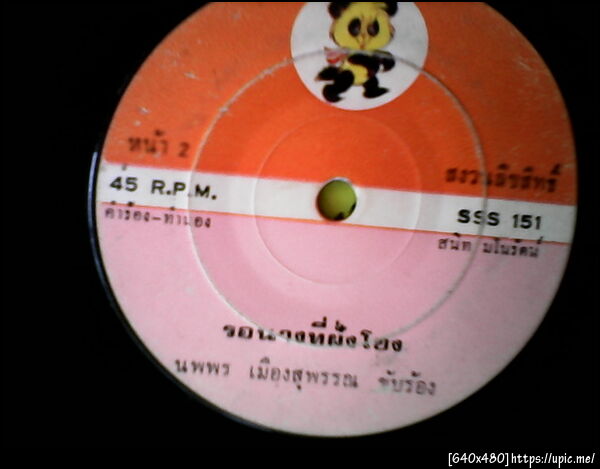 หน้า 2
สงวนลิขสิทธิ์
45 R.P.M.
SSS 151
คำร้อง-ทำนอง
สนิท มโนรัตน์
รอนางที่ฝั่งโขง
นพพร เมืองสุพรรณ ขับร้อง
[640x480]https://upic.me/